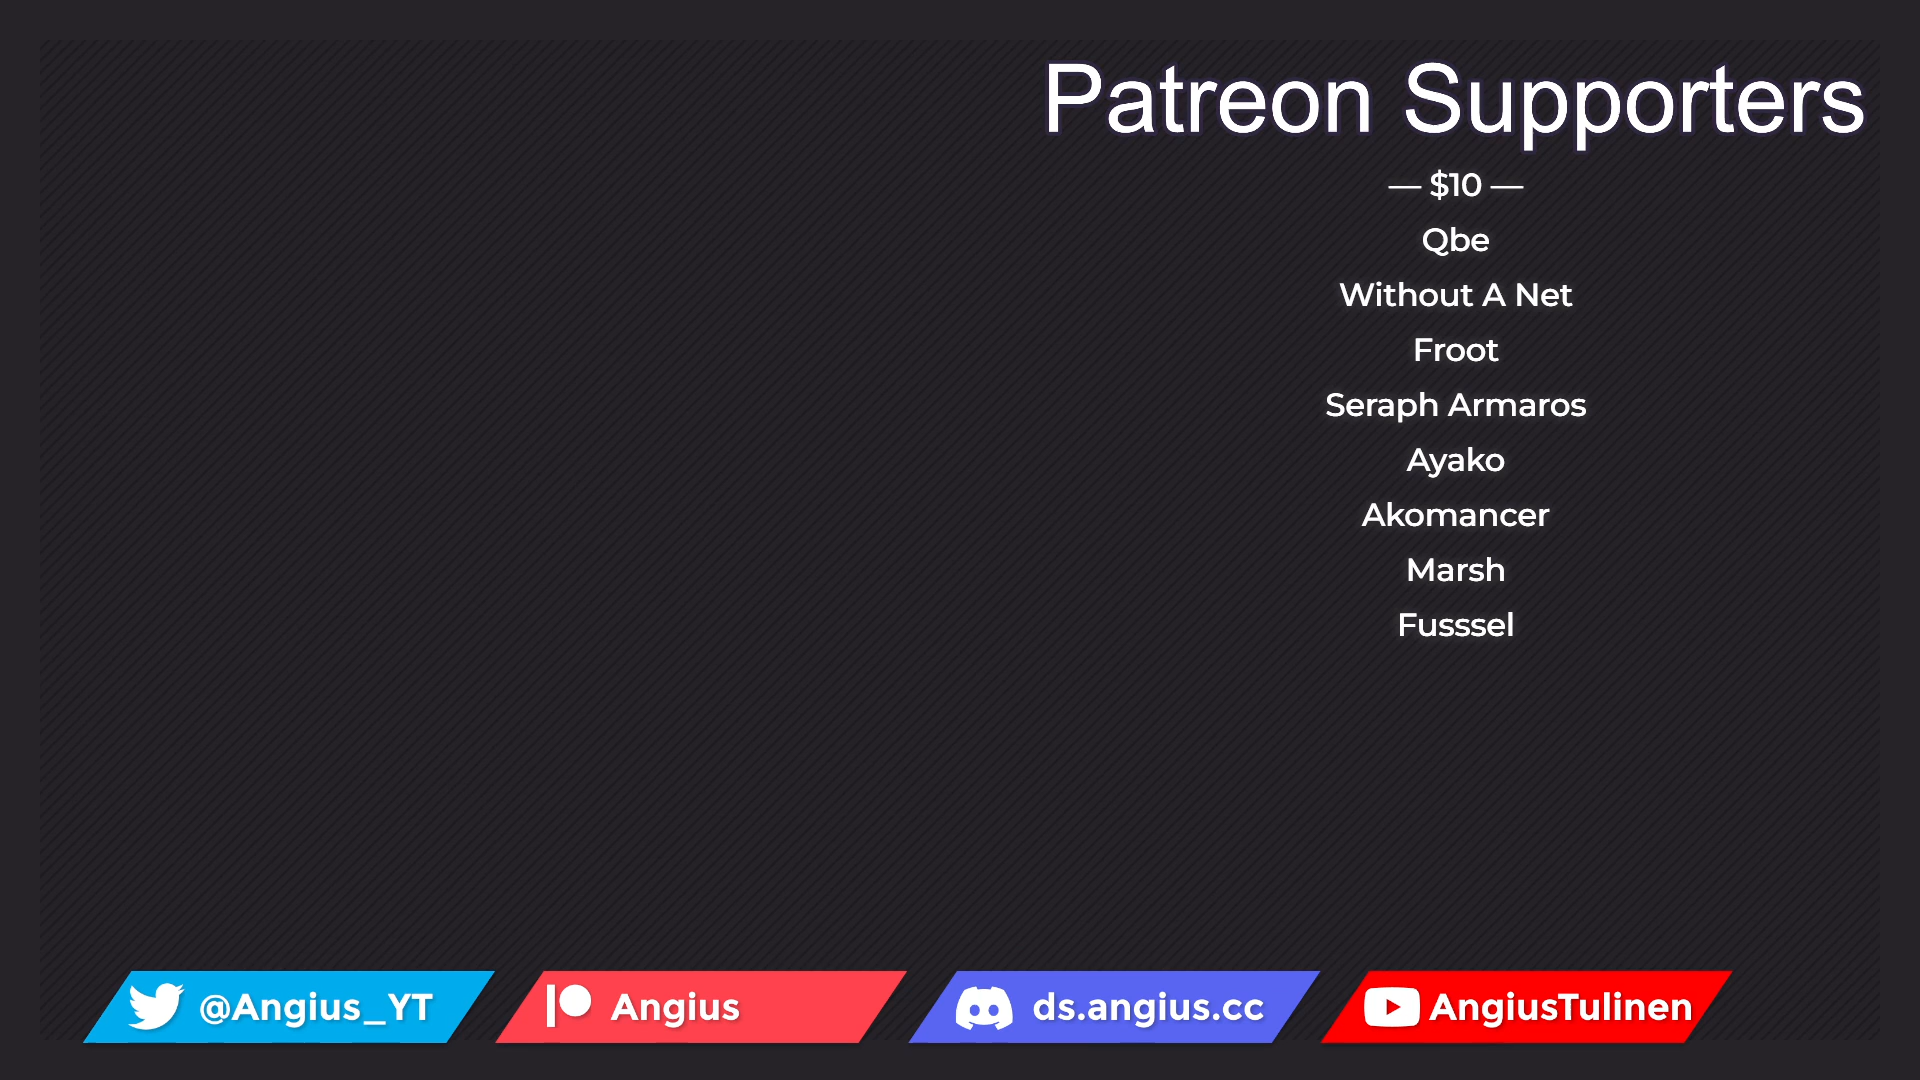 Patreon Supporters
— $10 —
Qbe
Without A Net
Froot
Seraph Armaros
Ayako
Akomancer
Marsh
Fusssel
@Angius_YT
Angius
ds.angius.cc
AngiusTulinen